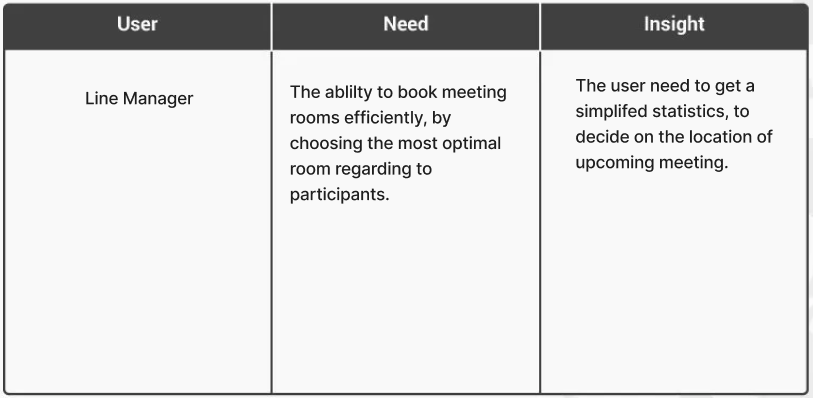 User
Need
Insight
Line Manager
The ablilty to book meeting
rooms efficiently, by
choosing the most optimal
room regarding to
participants.
The user need to get a
simplifed statistics, to
decide on the location of
upcoming meeting.